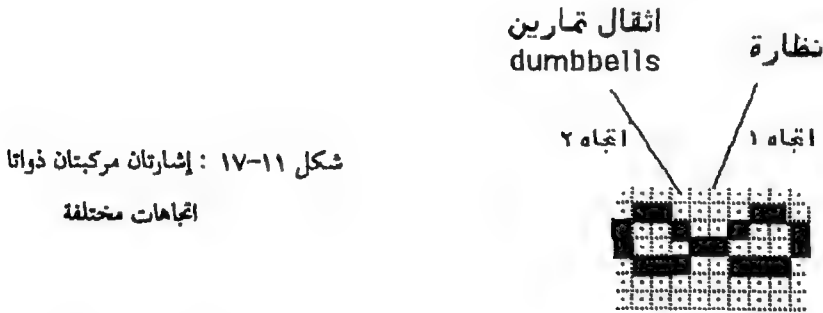 اثقال تمارين
dumbbells
نظارة
اتجاه ١
اتجاه ٢
شكل ١١-١٧ : إشارتان مركبتان ذواتا
اتجاهات مختلفة